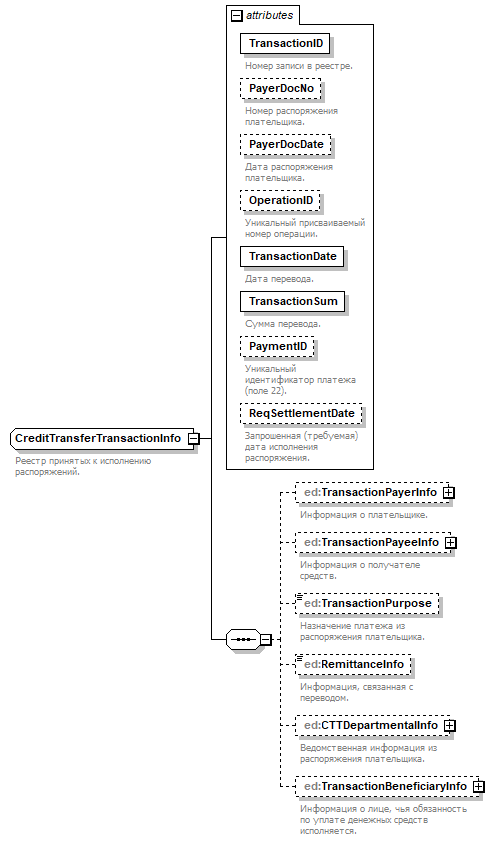 attributes
TransactionID
Номер записи в реестре.
PayerDocNo
Номер распоряжения
плательщика.
PayerDocDate
Дата распоряжения
плательщика.
OperationID
Уникальный присваиваемый
номер операции.
TransactionDate
Дата перевода.
TransactionSum
Сумма перевода.
PaymentID
Уникальный
идентификатор платежа
(поле 22).
ReqSettlementDate
Запрошенная (требуемая)
дата исполнения
распоряжения.
CreditTransferTransactionInfo
Реестр принятых к исполнению
распоряжений.
ed:TransactionPayerInfo
Информация о плательщике.
ed:TransactionPayeeInfo
Информация о получателе
средств.
ed:TransactionPurpose
Назначение платежа из
распоряжения плательщика.
ed:RemittanceInfo
Информация, связанная с
переводом.
ed:CTTDepartmentalInfo
Ведомственная информация из
распоряжения плательщика.
ed:TransactionBeneficiaryInfo
Информация о лице, чья обязанность
по уплате денежных средств
исполняется.